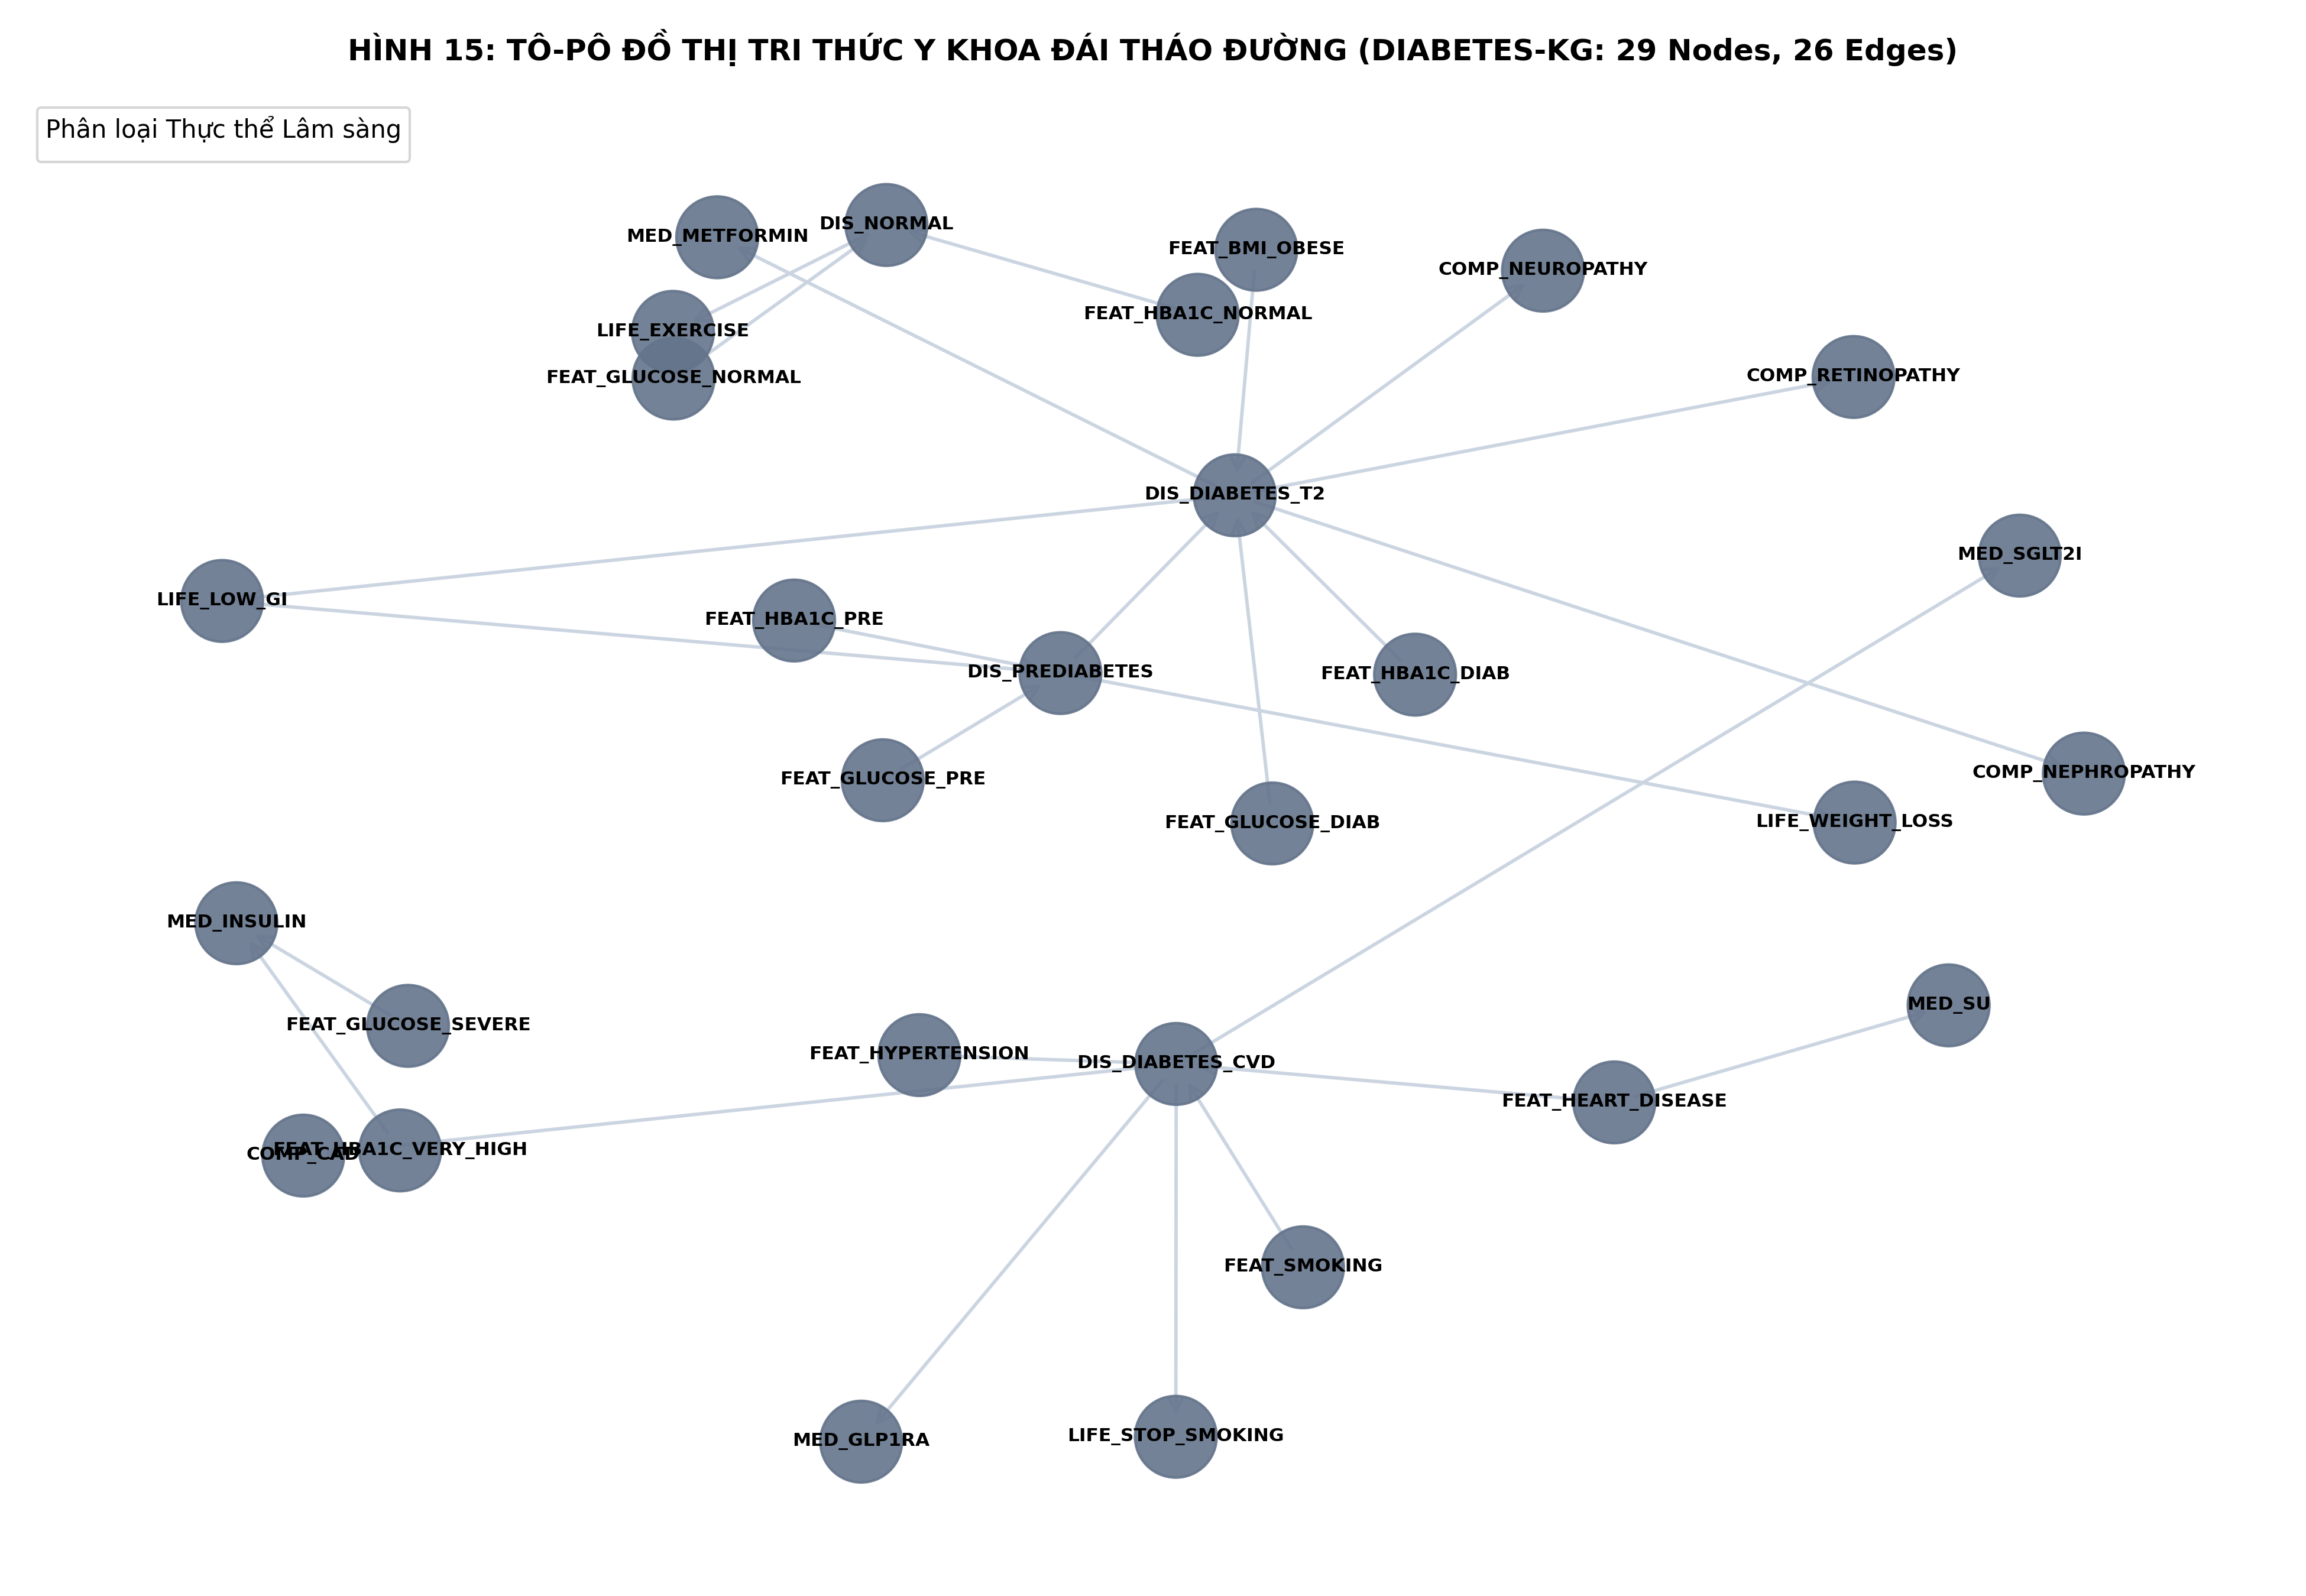 HÌNH 15: TÔ-PÔ ĐỒ THỊ TRI THỨC Y KHOA ĐÁI THÁO ĐƯỜNG (DIABETES-KG: 29 Nodes, 26 Edges)
Phân loại Thực thể Lâm sàng
MED_METFORMIN
DIS_NORMAL
FEAT_BMI_OBESE
COMP_NEUROPATHY
FEAT_HBA1C_NORMAL
LIFE_EXERCISE
FEAT_GLUCOSE_NORMAL
COMP_RETINOPATHY
DIS_DIABETES_T2
MED_SGLT2I
LIFE_LOW_GI
FEAT_HBA1C_PRE
DIS_PREDIABETES
FEAT_HBA1C_DIAB
FEAT_GLUCOSE_PRE
COMP_NEPHROPATHY
FEAT_GLUCOSE_DIAB
LIFE_WEIGHT_LOSS
MED_INSULIN
FEAT_GLUCOSE_SEVERE
MED_SU
FEAT_HYPERTENSION
DIS_DIABETES_CVD
FEAT_HEART_DISEASE
COMP_CAD
FEAT_HBA1C_VERY_HIGH
FEAT_SMOKING
MED_GLP1RA
LIFE_STOP_SMOKING